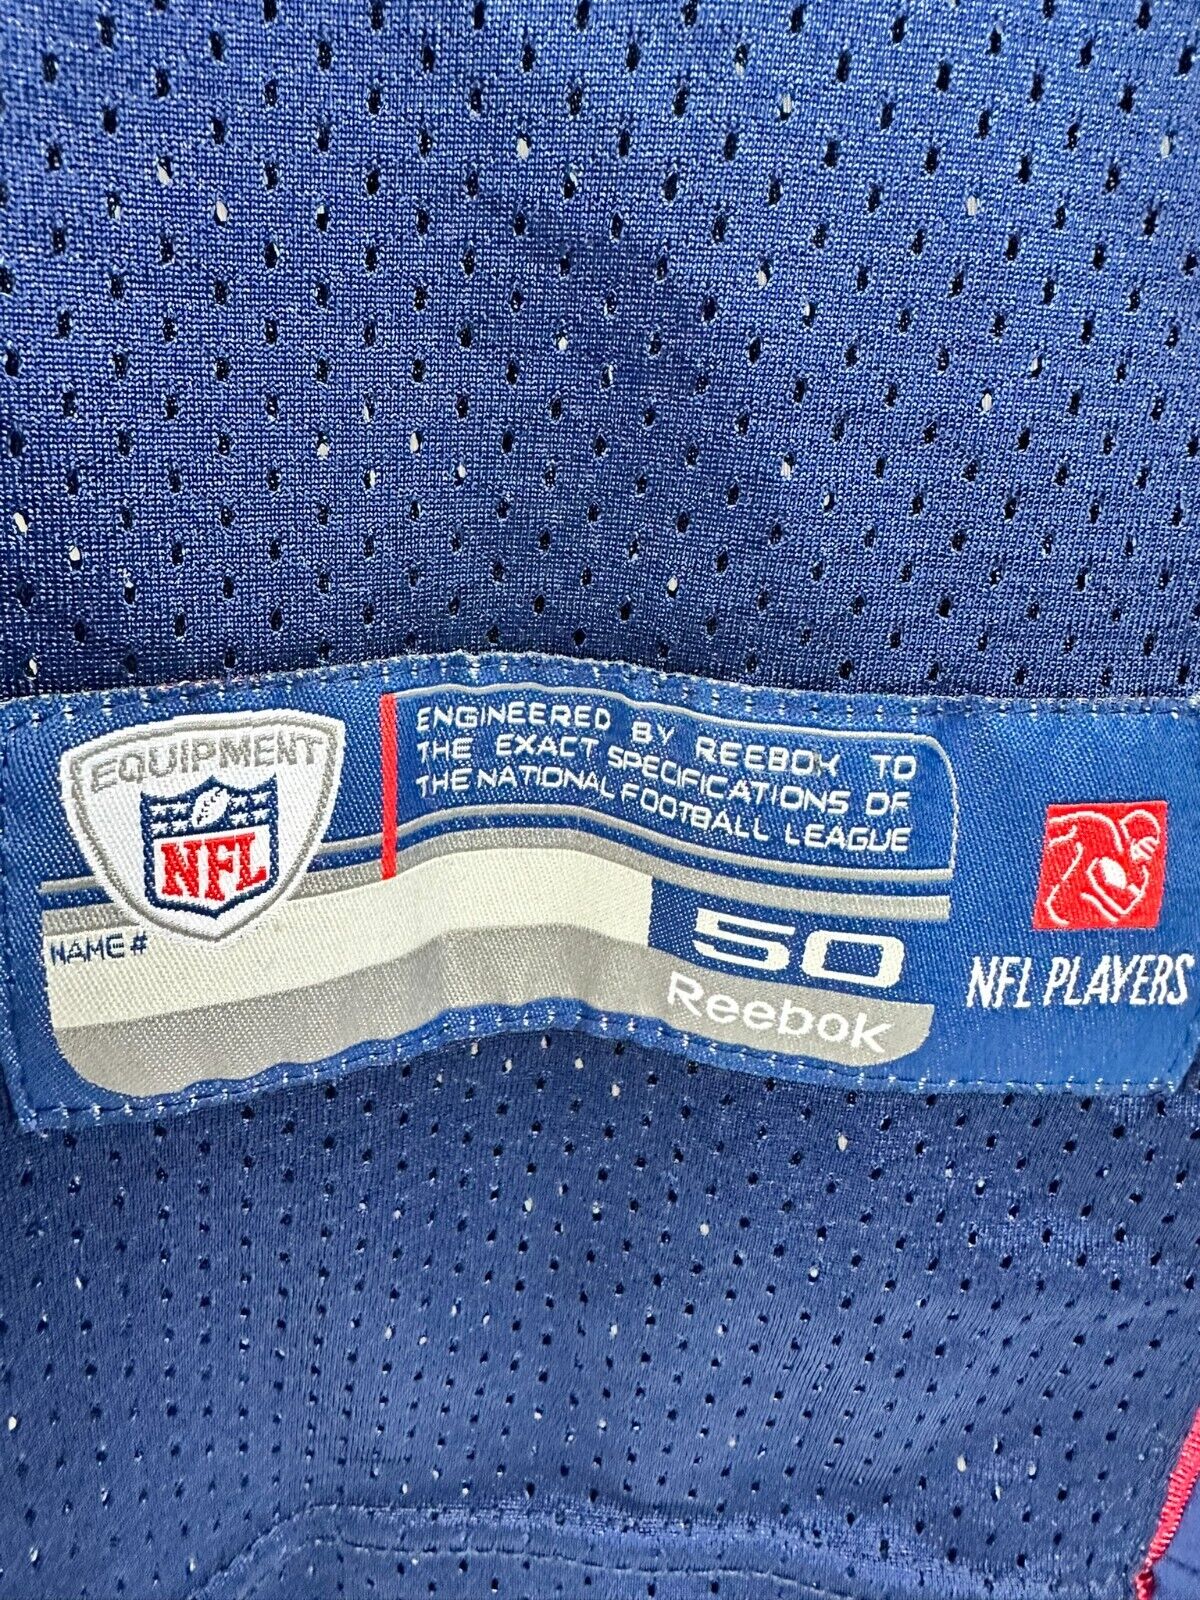 EQUIPMENT
NFL
ENGINEERED BY REEBOK TO
THE EXACT SPECIFICATIONS OF
THE NATIONAL FOOTBALL LEAGUE
NAME #
50
Reebok
NFL PLAYERS